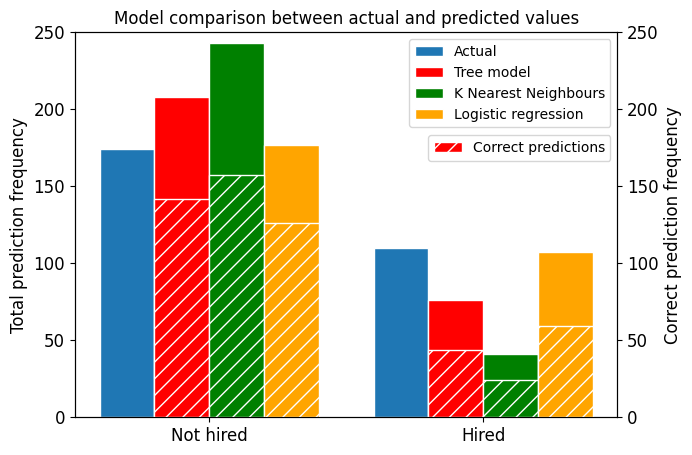 Model comparison between actual and predicted values
250
200
150
100
50
0
Total prediction frequency
Actual
Tree model
K Nearest Neighbours
Logistic regression
Correct predictions
250
200
150
100
50
0
Correct prediction frequency
Not hired
Hired